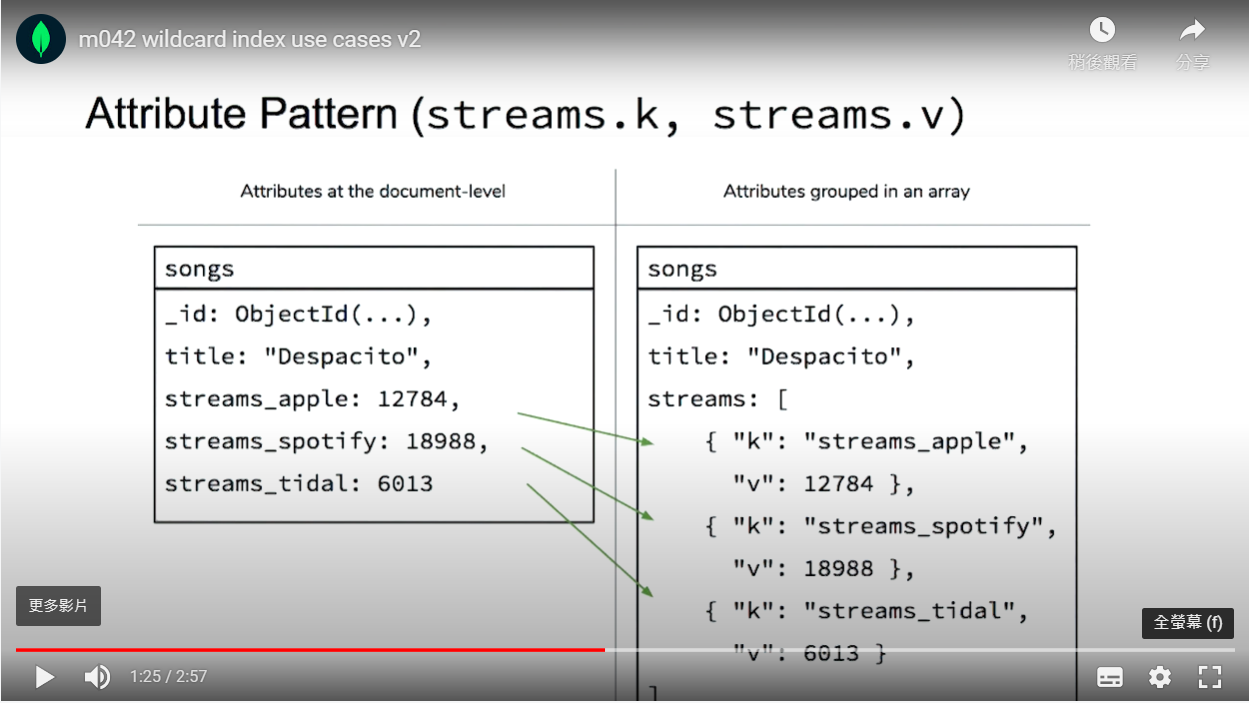 m042 wildcard index use cases v2
稍後觀看
分享
Attribute Pattern (streams.k, streams.v)
Attributes at the document-level
songs
_id: ObjectId(...),
title: "Despacito",
streams_apple: 12784,
streams_spotify: 18988,
streams_tidal: 6013
Attributes grouped in an array
songs
_id: ObjectId(...),
title: "Despacito",
streams: [
{ "k": "streams_apple",
"v": 12784 },
{ "k": "streams_spotify",
"v": 18988 },
{ "k": "streams_tidal",
"v": 6013 }
]
更多影片
全螢幕 (f)
1:25 / 2:57